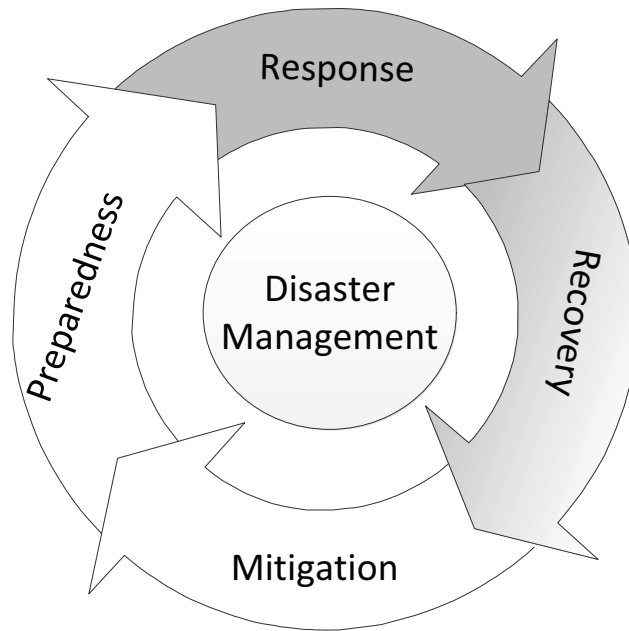 Response
Recovery
Disaster
Management
Preparedness
Mitigation